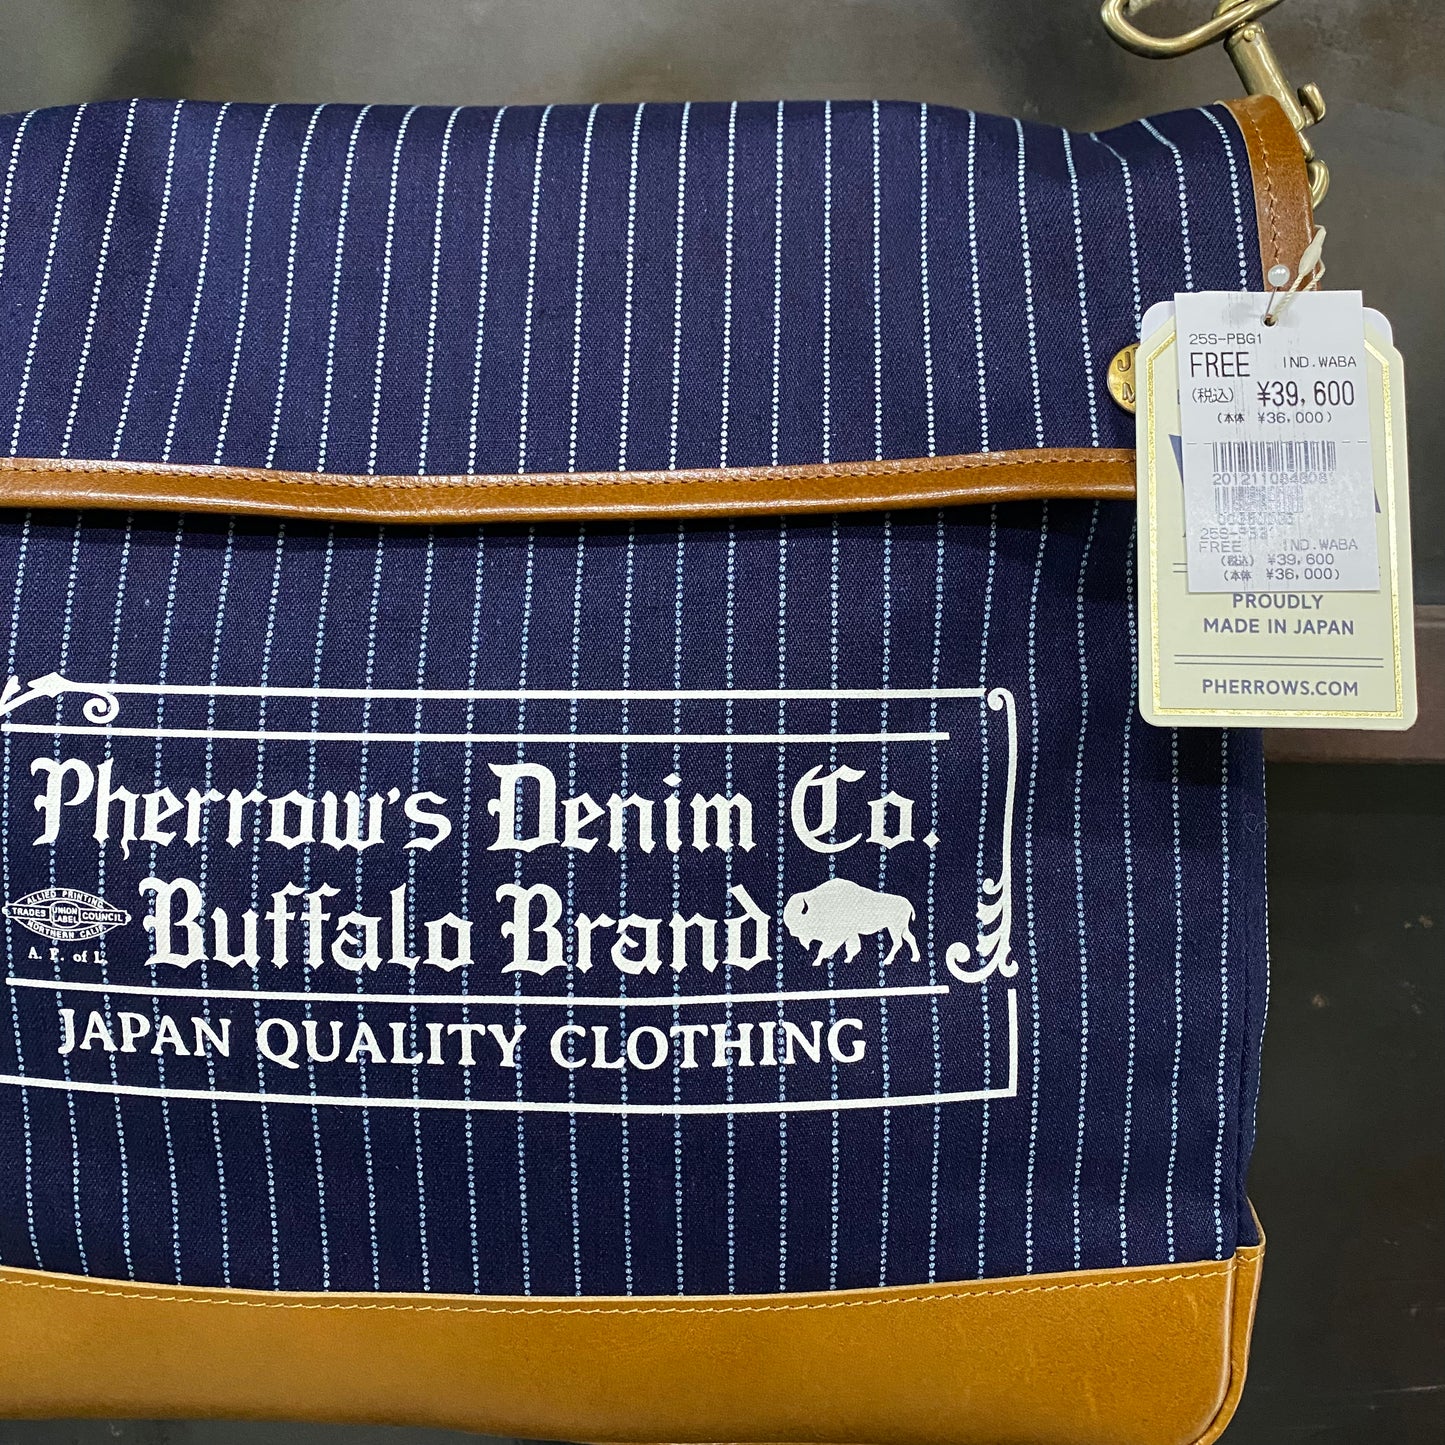 25S-PBG1
FREE IND.WABA
(税込) ¥39,600
(本体 ¥36,000)
FREE IND.WABA
(税込) ¥39,600
(本体 ¥36,000)
PROUDLY
MADE IN JAPAN
PHERROWS.COM
Pherrow's Denim Co.
ALLIED PRINTING
TRADES UNION LABEL COUNCIL
NORTHERN CALIF.
A. F. of L.
Buffalo Brand
JAPAN QUALITY CLOTHING